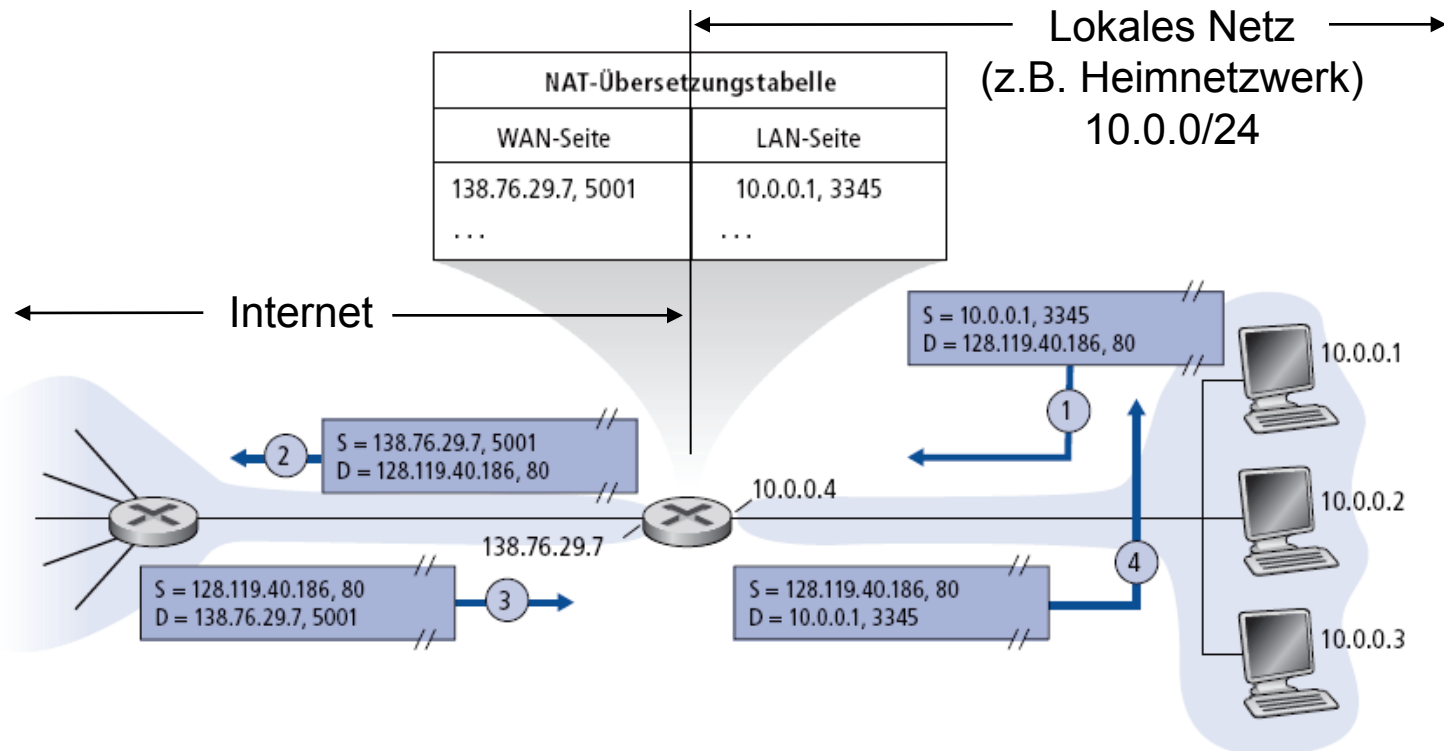 Lokales Netz
(z.B. Heimnetzwerk)
10.0.0/24
NAT-Übersetzungstabelle
WAN-Seite
LAN-Seite
138.76.29.7, 5001
10.0.0.1, 3345
...
...
Internet
S = 10.0.0.1, 3345
D = 128.119.40.186, 80
1
10.0.0.1
S = 138.76.29.7, 5001
D = 128.119.40.186, 80
2
10.0.0.4
10.0.0.2
138.76.29.7
S = 128.119.40.186, 80
D = 138.76.29.7, 5001
3
S = 128.119.40.186, 80
D = 10.0.0.1, 3345
4
10.0.0.3